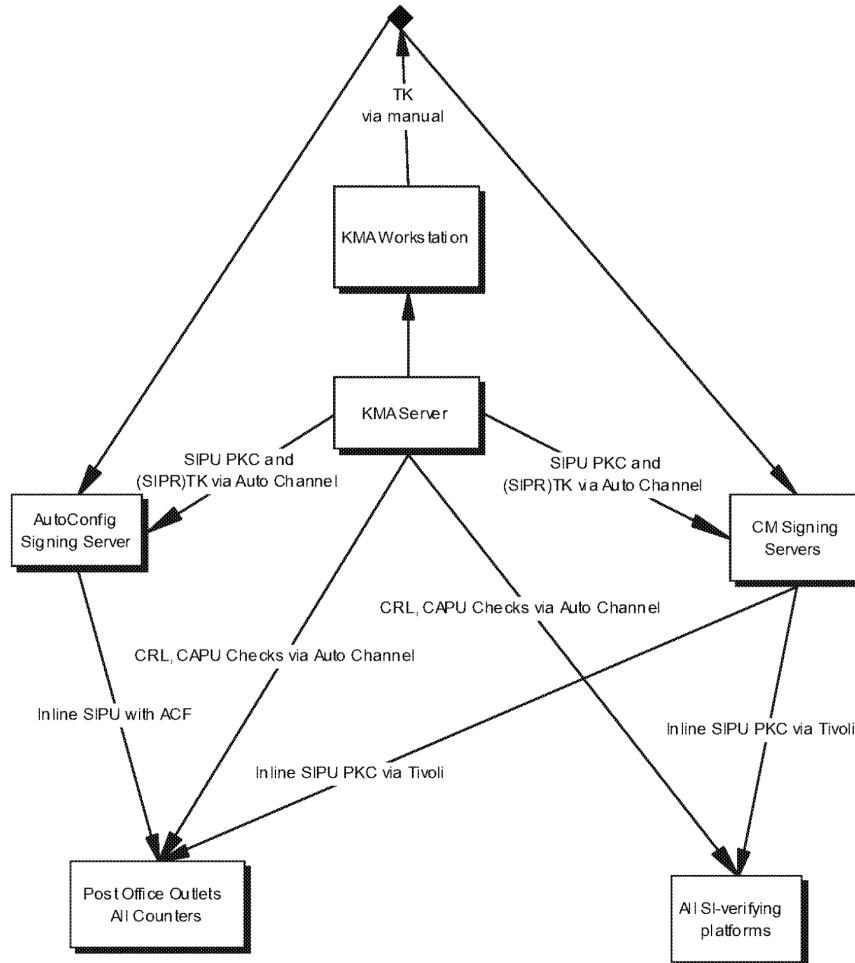 TK
via manual
KMA Workstation
KMA Server
SIPU PKC and
(SIPR)TK via Auto Channel
SIPU PKC and
(SIPR)TK via Auto Channel
AutoConfig
Signing Server
CM Signing
Servers
CRL, CAPU Checks via Auto Channel
CRL, CAPU Checks via Auto Channel
Inline SIPU with ACF
Inline SIPU PKC via Tivoli
Inline SIPU PKC via Tivoli
Post Office Outlets
All Counters
All SI-verifying
platforms